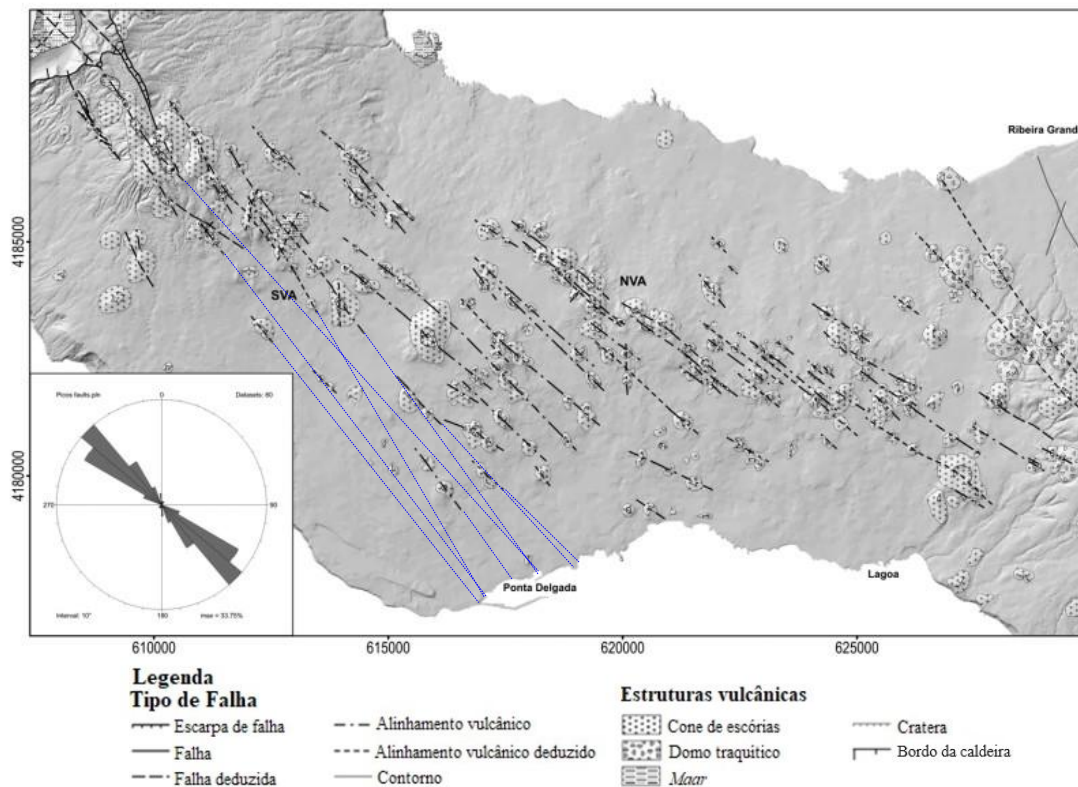 Ribeira Grand
4185000
SVA
NVA
Picos faults.pln
0
Datasets: 80
270
90
4180000
Interval: 10°
180
max = 33.75%
Ponta Delgada
Lagoa
610000
615000
620000
625000
Legenda
Tipo de Falha
Escarpa de falha
Falha
Falha deduzida
Alinhamento vulcânico
Alinhamento vulcânico deduzido
Contorno
Estruturas vulcânicas
Cone de escórias
Domo traquitico
Maar
Cratera
Bordo da caldeira